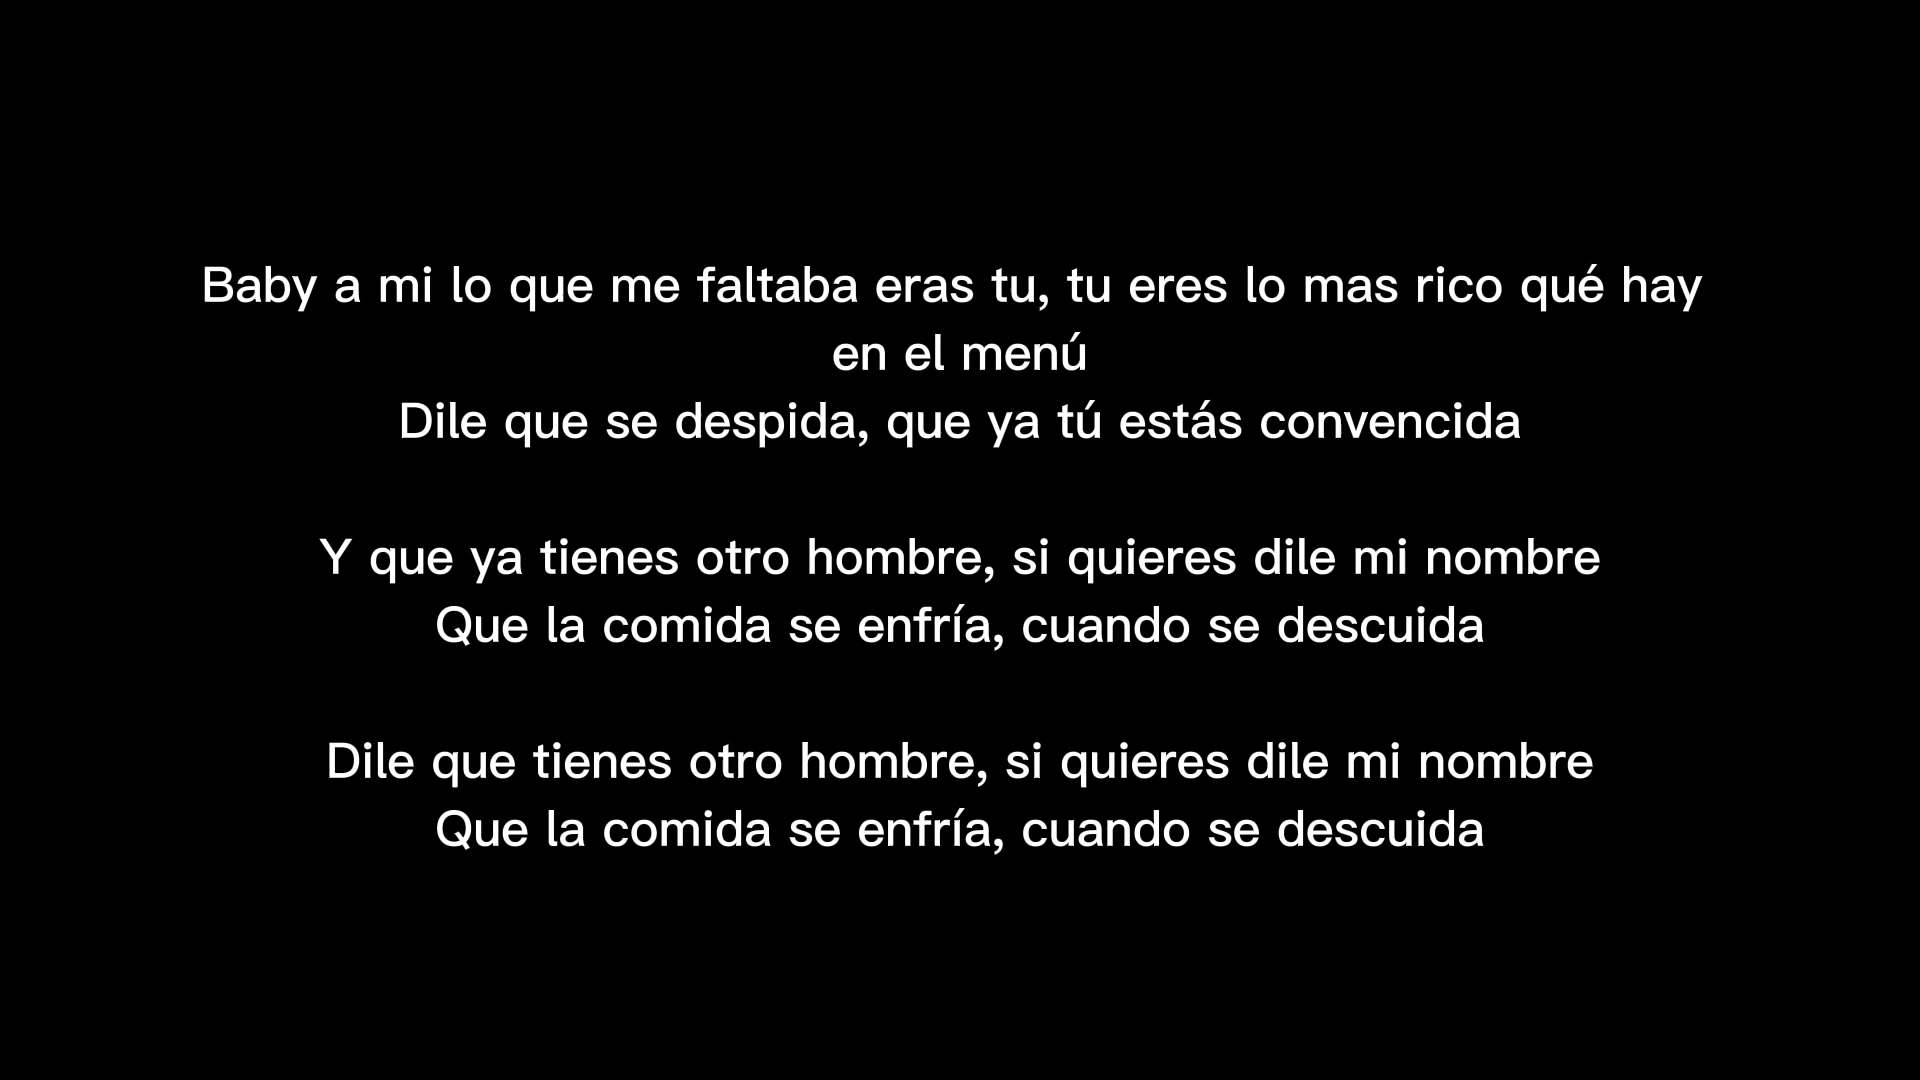 Baby a mi lo que me faltaba eras tu, tu eres lo mas rico qué hay
en el menú
Dile que se despida, que ya tú estás convencida
Y que ya tienes otro hombre, si quieres dile mi nombre
Que la comida se enfría, cuando se descuida
Dile que tienes otro hombre, si quieres dile mi nombre
Que la comida se enfría, cuando se descuida